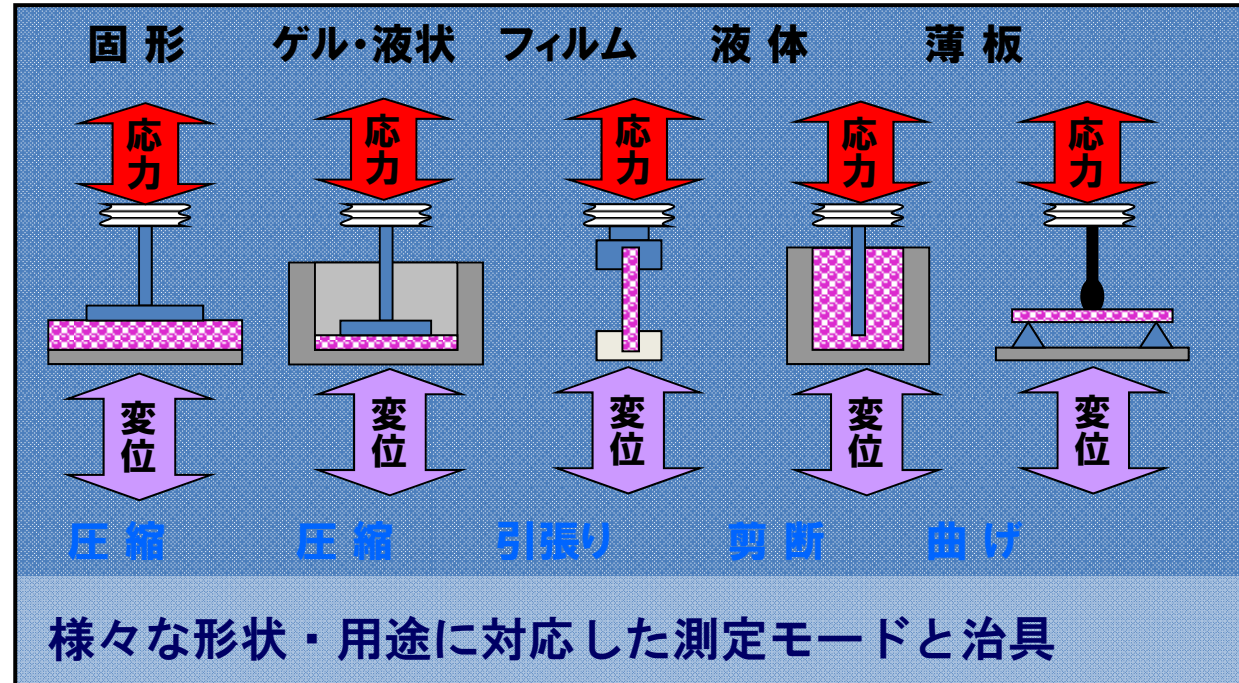 固形 ゲル・液状 フィルム 液体 薄板
応力 応力 応力 応力 応力
変位 変位 変位 変位 変位
圧縮 圧縮 引張り 剪断 曲げ
様々な形状・用途に対応した測定モードと治具